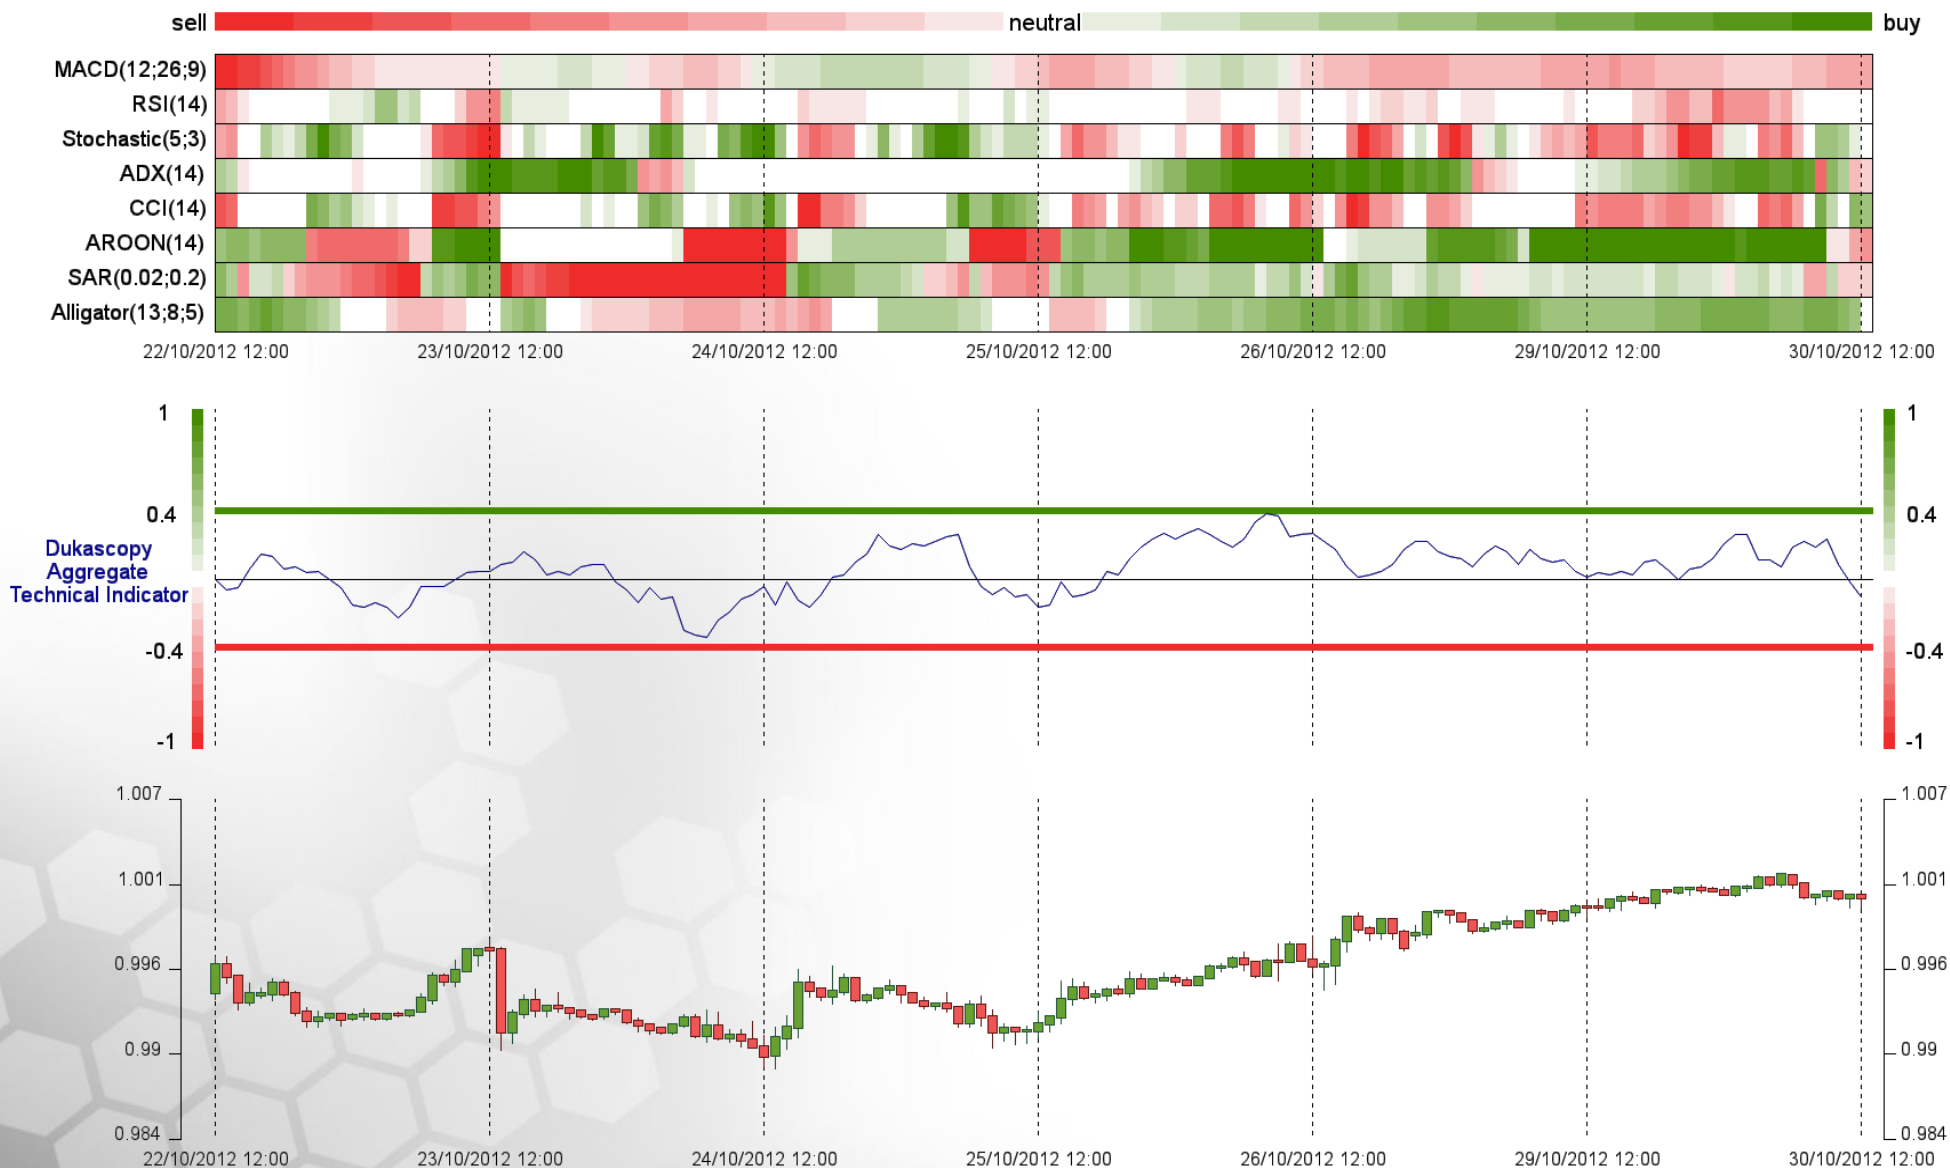 sell neutral buy
MACD(12;26;9)
RSI(14)
Stochastic(5;3)
ADX(14)
CCI(14)
AROON(14)
SAR(0.02;0.2)
Alligator(13;8;5)
22/10/2012 12:00 23/10/2012 12:00 24/10/2012 12:00 25/10/2012 12:00 26/10/2012 12:00 29/10/2012 12:00 30/10/2012 12:00
1 1
0.4 0.4
Dukascopy
Aggregate
Technical Indicator
-0.4 -0.4
-1 -1
1.007 1.007
1.001 1.001
0.996 0.996
0.99 0.99
0.984 0.984
22/10/2012 12:00 23/10/2012 12:00 24/10/2012 12:00 25/10/2012 12:00 26/10/2012 12:00 29/10/2012 12:00 30/10/2012 12:00